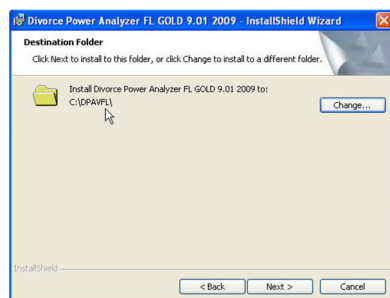 Divorce Power Analyzer FL GOLD 9.01 2009 - InstallShield Wizard
Destination Folder
Click Next to install to this folder, or click Change to install to a different folder.
Install Divorce Power Analyzer FL GOLD 9.01 2009 to:
C:\DPAVFL\
Change...
InstallShield
< Back
Next >
Cancel